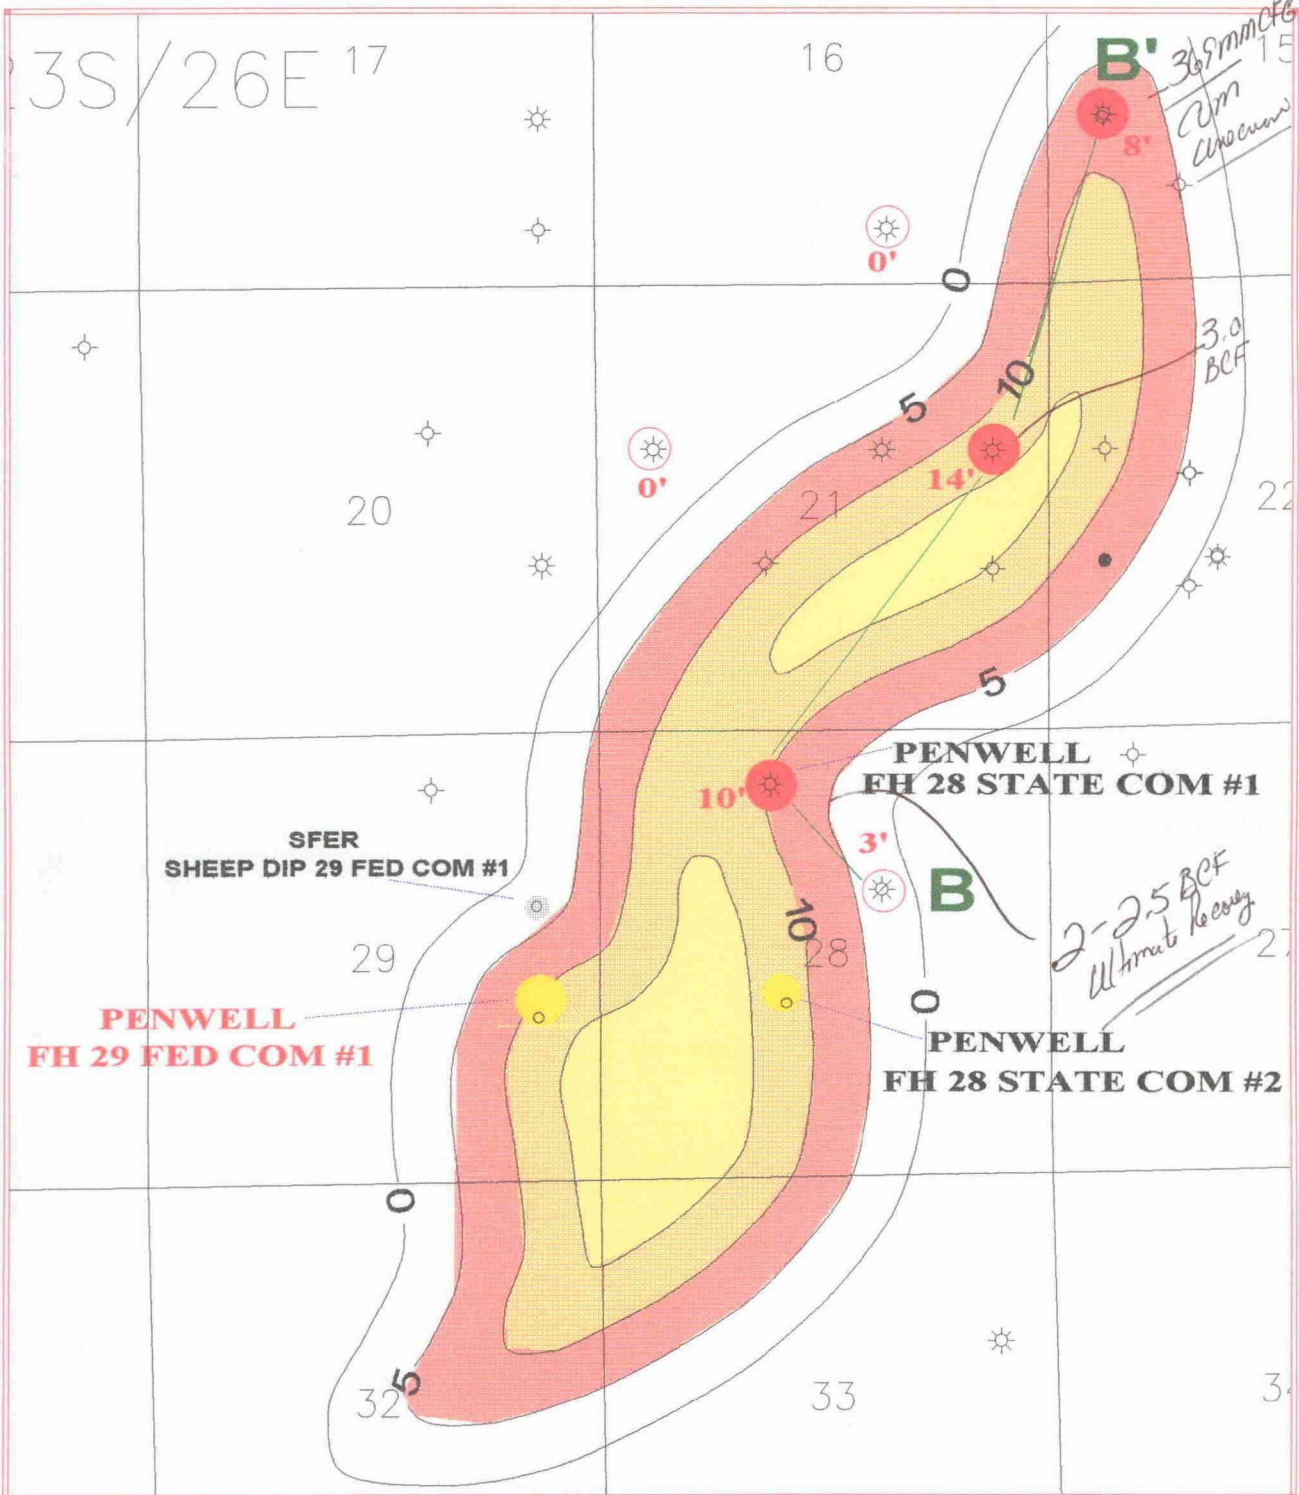 3S/26E
17
16
15
B'
8'
0'
0
3.0
BCF
10
5
14'
0'
20
21
22
5
PENWELL
FH 28 STATE COM #1
10'
3'
SFER
SHEEP DIP 29 FED COM #1
B
10
2-2.5 BCF
Ultimate Recovery
29
28
27
0
PENWELL
FH 29 FED COM #1
PENWELL
FH 28 STATE COM #2
0
5
32
33